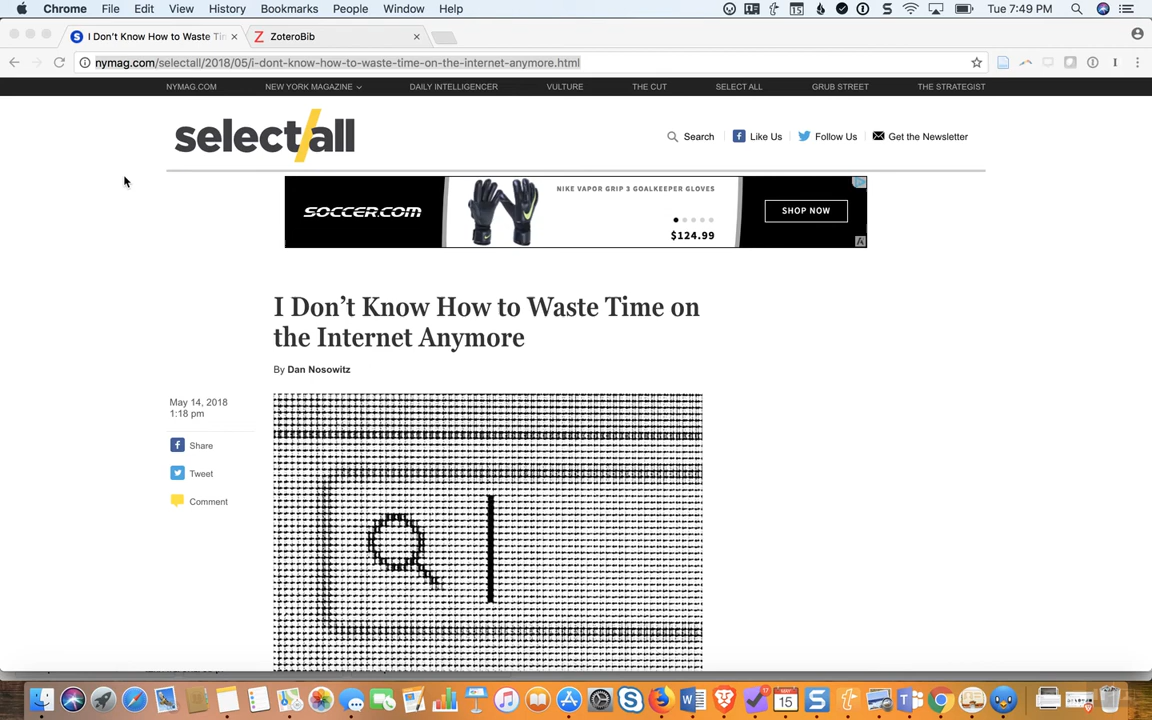 Chrome File Edit View History Bookmarks People Window Help 15 Tue 7:49 PM
I Don’t Know How to Waste Tim ZoteroBib
nymag.com/selectall/2018/05/i-dont-know-how-to-waste-time-on-the-internet-anymore.html
NYMAG.COM NEW YORK MAGAZINE DAILY INTELLIGENCER VULTURE THE CUT SELECT ALL GRUB STREET THE STRATEGIST
select/all
Search Like Us Follow Us Get the Newsletter
SOCCER.COM
NIKE VAPOR GRIP 3 GOALKEEPER GLOVES
$124.99
SHOP NOW
I Don’t Know How to Waste Time on
the Internet Anymore
By Dan Nosowitz
May 14, 2018
1:18 pm
Share
Tweet
Comment
17
MAY
15